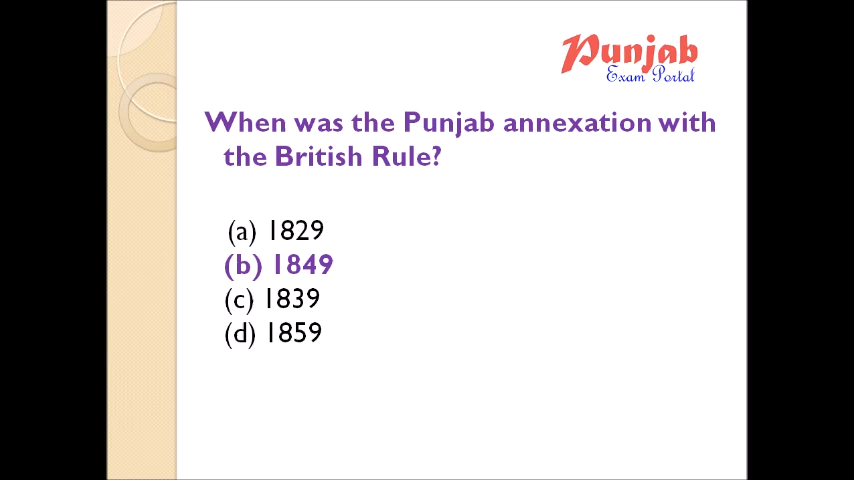 Punjab
Exam Portal
When was the Punjab annexation with
the British Rule?
(a) 1829
(b) 1849
(c) 1839
(d) 1859